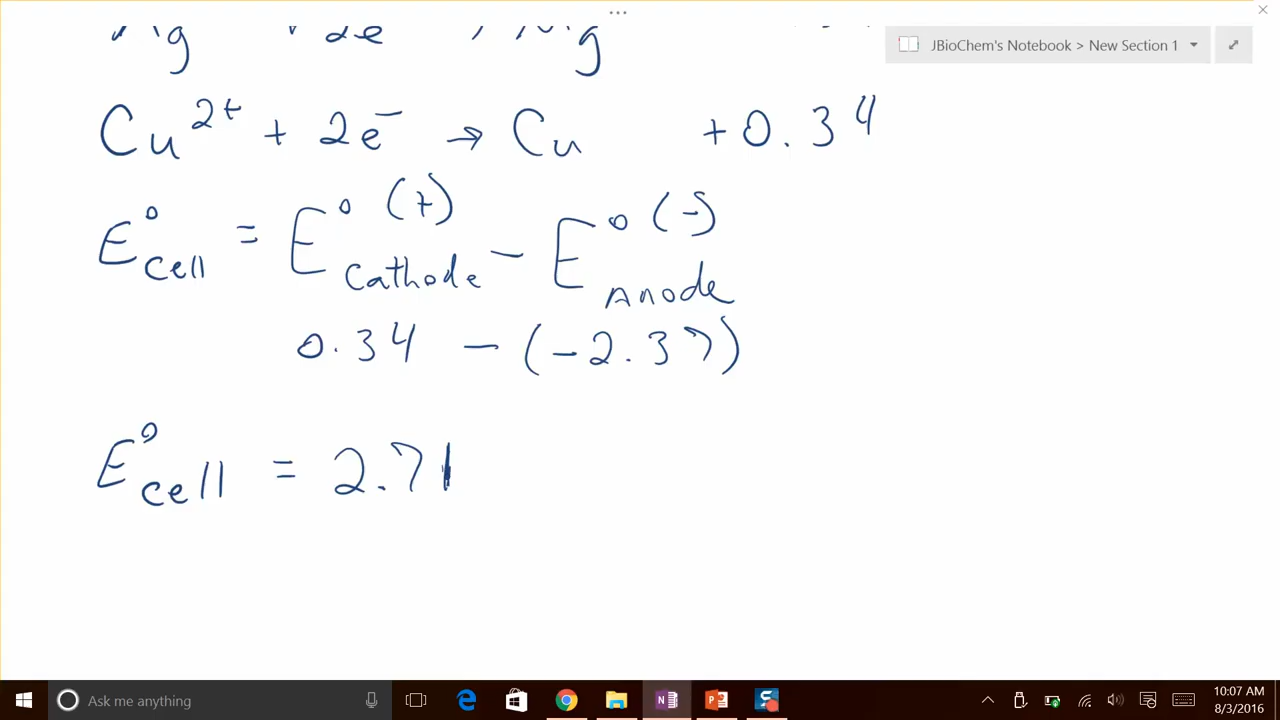 JBioChem's Notebook > New Section 1
g 2e g
Cu²⁺ + 2e⁻ → Cu +0.34
E°cell = E°(+)Cathode − E°(-)Anode
0.34 − (−2.37)
E°cell = 2.71
Ask me anything
10:07 AM
8/3/2016